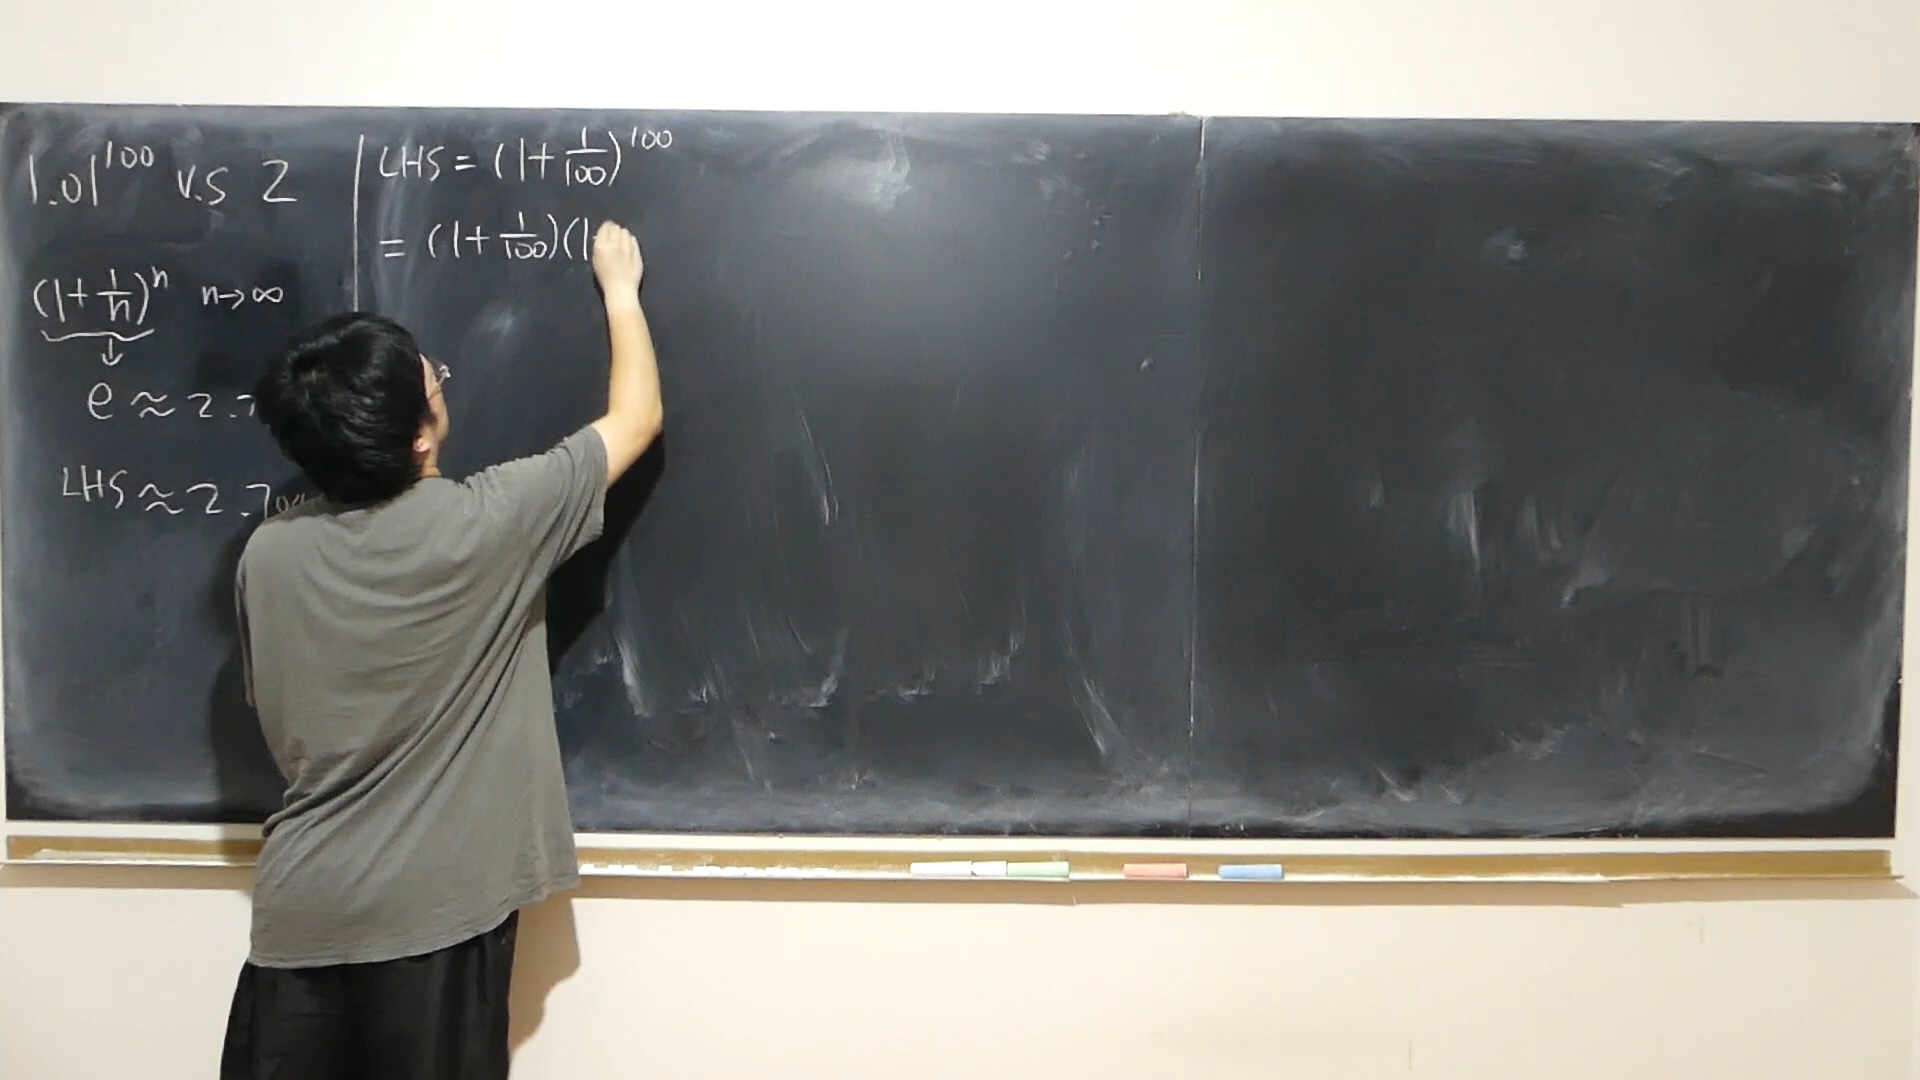 1.01^100 v.s 2
(1+1/n)^n n→∞
↓
e ≈ 2.7
LHS ≈ 2.70
LHS = (1+1/100)^100
= (1+1/100)(1